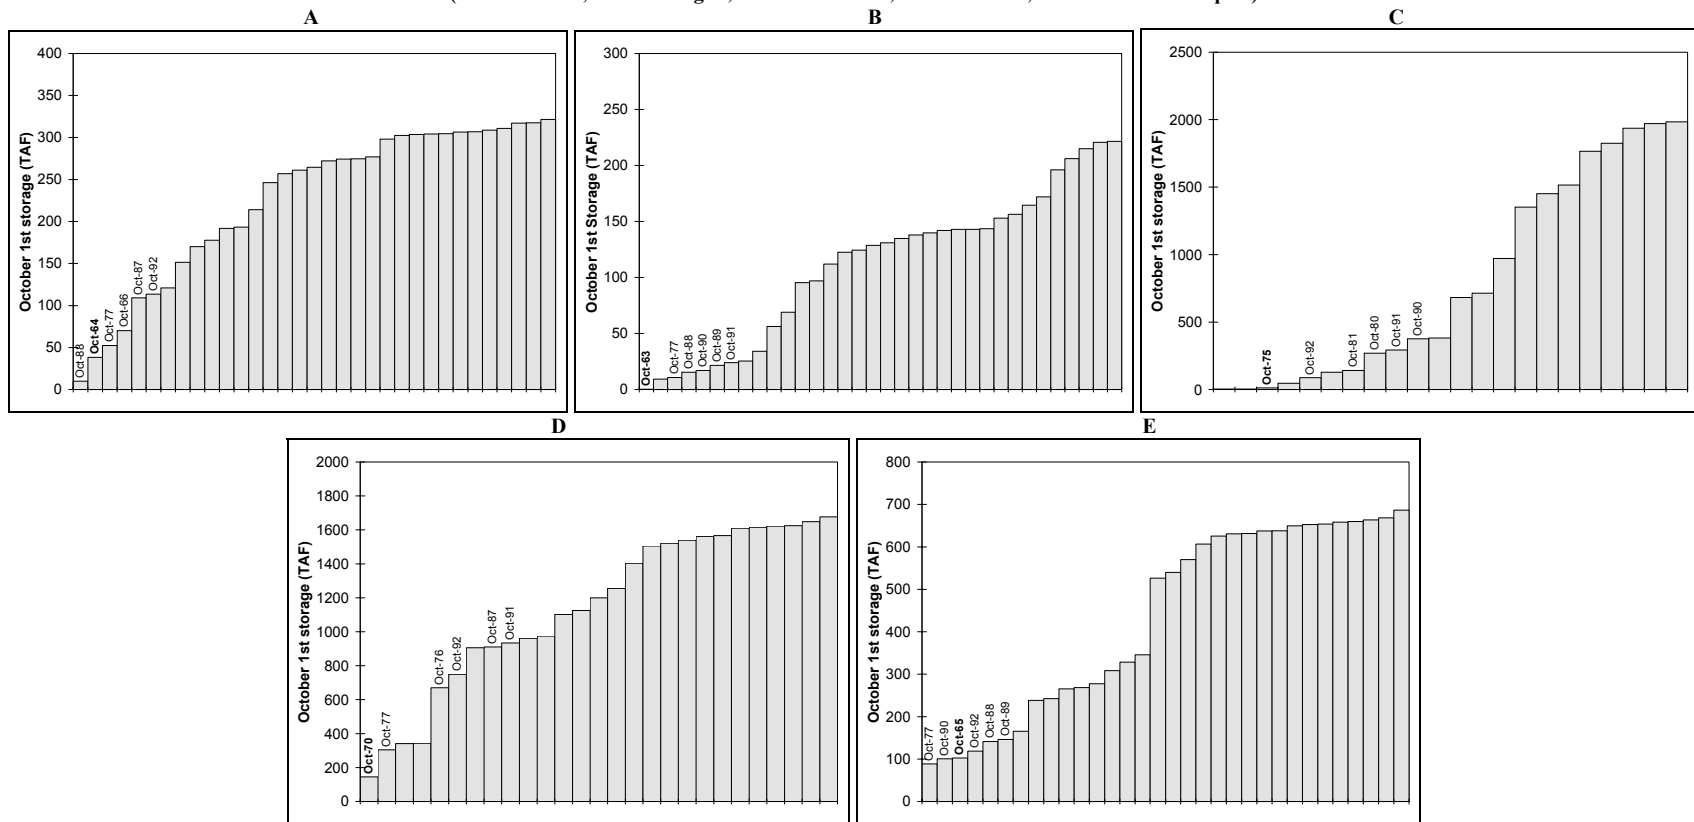 A
B
C
October 1st storage (TAF)
400
350
300
250
200
150
100
50
0
Oct-88
Oct-64
Oct-77
Oct-66
Oct-87
Oct-92
October 1st Storage (TAF)
300
250
200
150
100
50
0
Oct-63
Oct-77
Oct-88
Oct-90
Oct-89
Oct-91
October 1st storage (TAF)
2500
2000
1500
1000
500
0
Oct-75
Oct-92
Oct-81
Oct-80
Oct-91
Oct-90
D
E
October 1st storage (TAF)
2000
1800
1600
1400
1200
1000
800
600
400
200
0
Oct-70
Oct-77
Oct-76
Oct-92
Oct-87
Oct-91
October 1st storage (TAF)
800
700
600
500
400
300
200
100
0
Oct-77
Oct-90
Oct-65
Oct-92
Oct-88
Oct-89